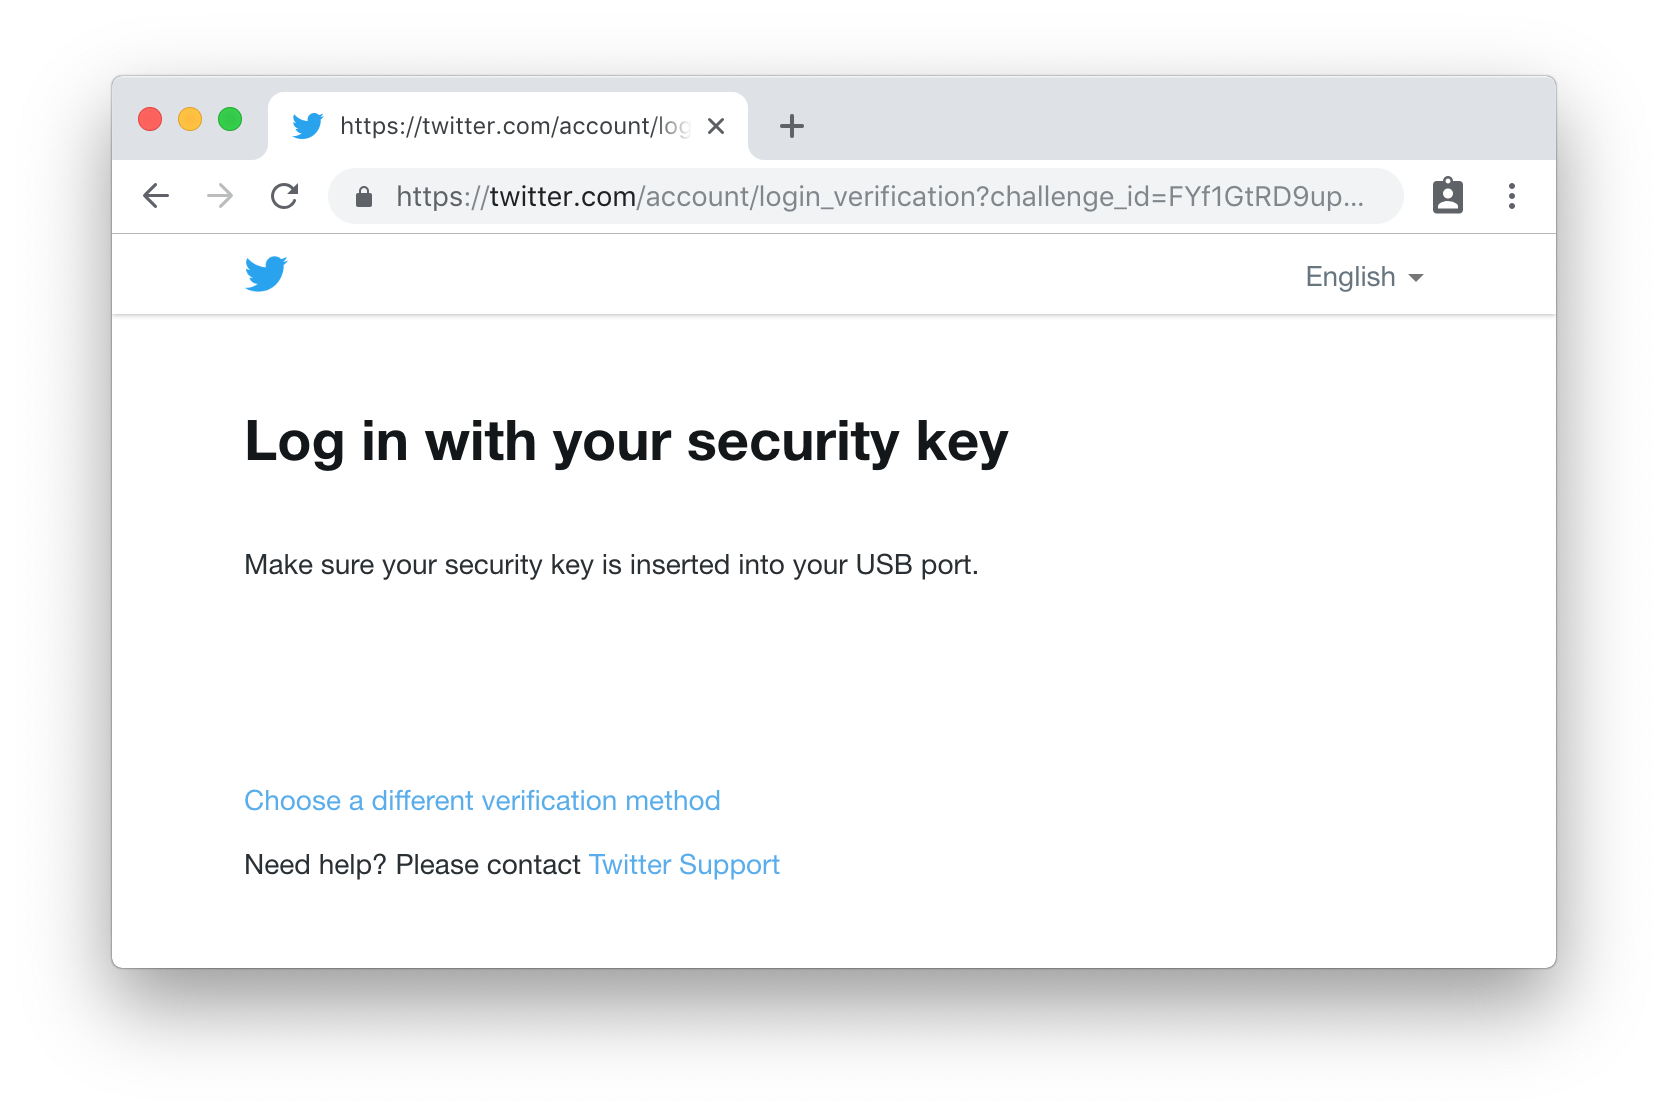 https://twitter.com/account/log
https://twitter.com/account/login_verification?challenge_id=FYf1GtRD9up...
English
Log in with your security key
Make sure your security key is inserted into your USB port.
Choose a different verification method
Need help? Please contact Twitter Support